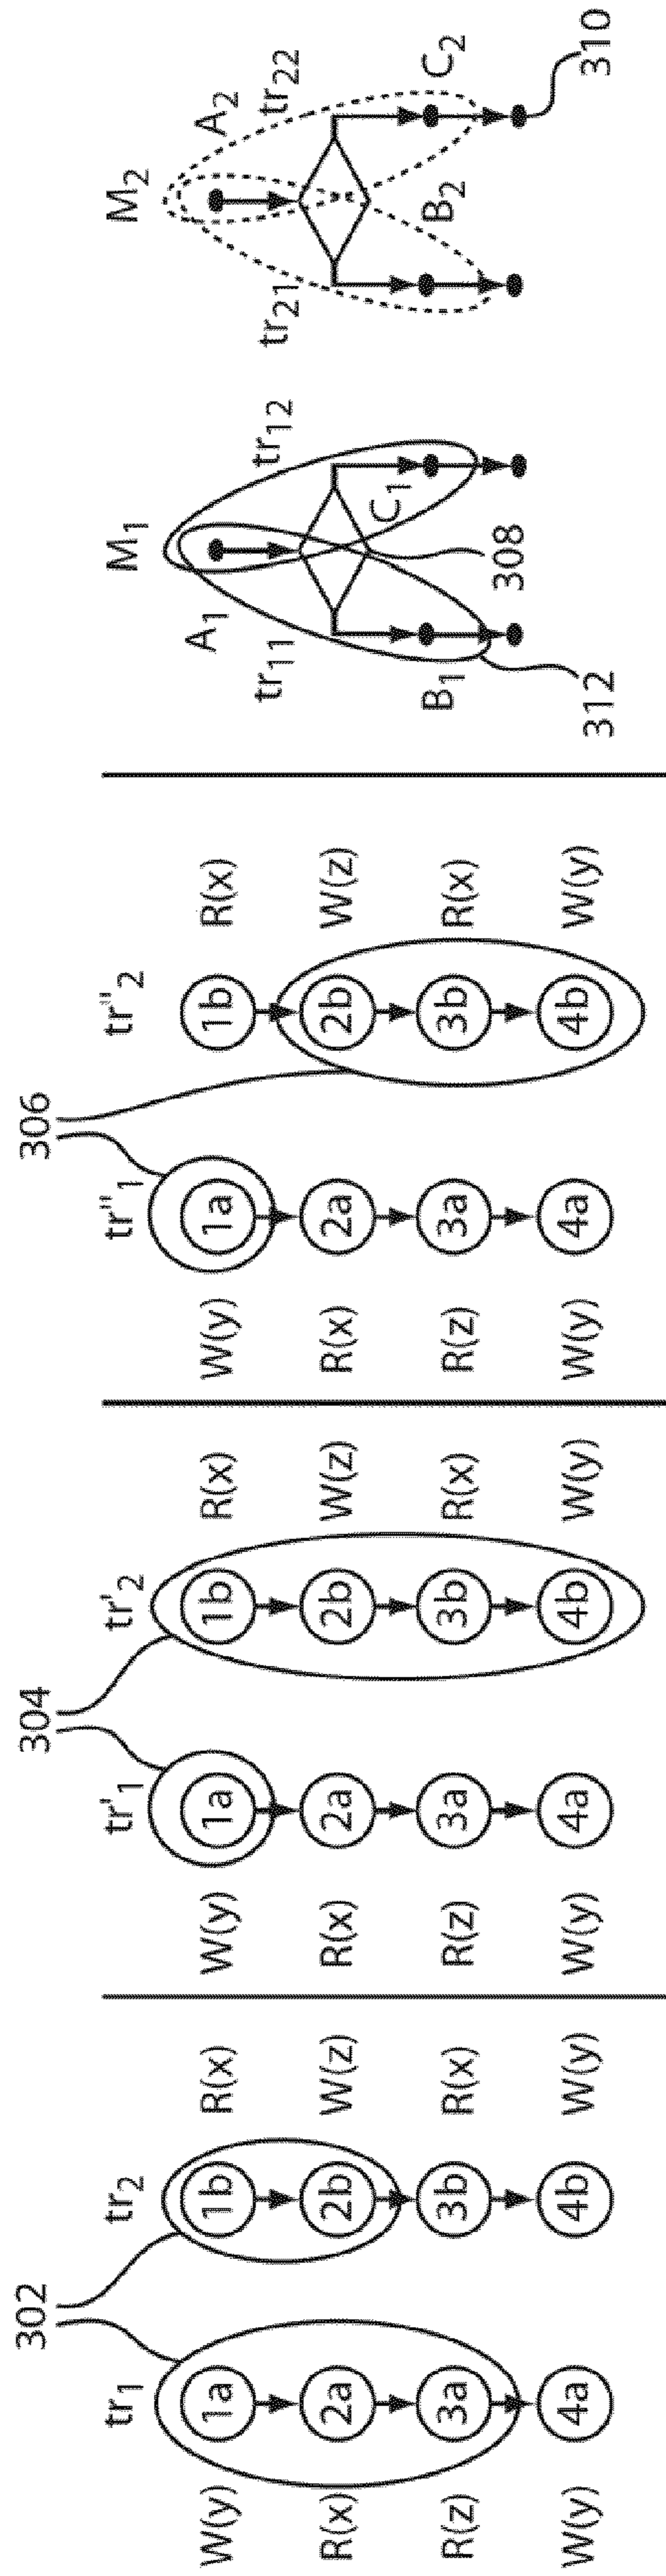 302
tr1 tr2
W(y) 1a 1b R(x)
R(x) 2a 2b W(z)
R(z) 3a 3b R(x)
W(y) 4a 4b W(y)
304
tr'1 tr'2
W(y) 1a 1b R(x)
R(x) 2a 2b W(z)
R(z) 3a 3b R(x)
W(y) 4a 4b W(y)
306
tr"1 tr"2
W(y) 1a 1b R(x)
R(x) 2a 2b W(z)
R(z) 3a 3b R(x)
W(y) 4a 4b W(y)
M1
A1
tr11 tr12
B1 C1
308
312
M2
A2
tr21 tr22
B2 C2
310